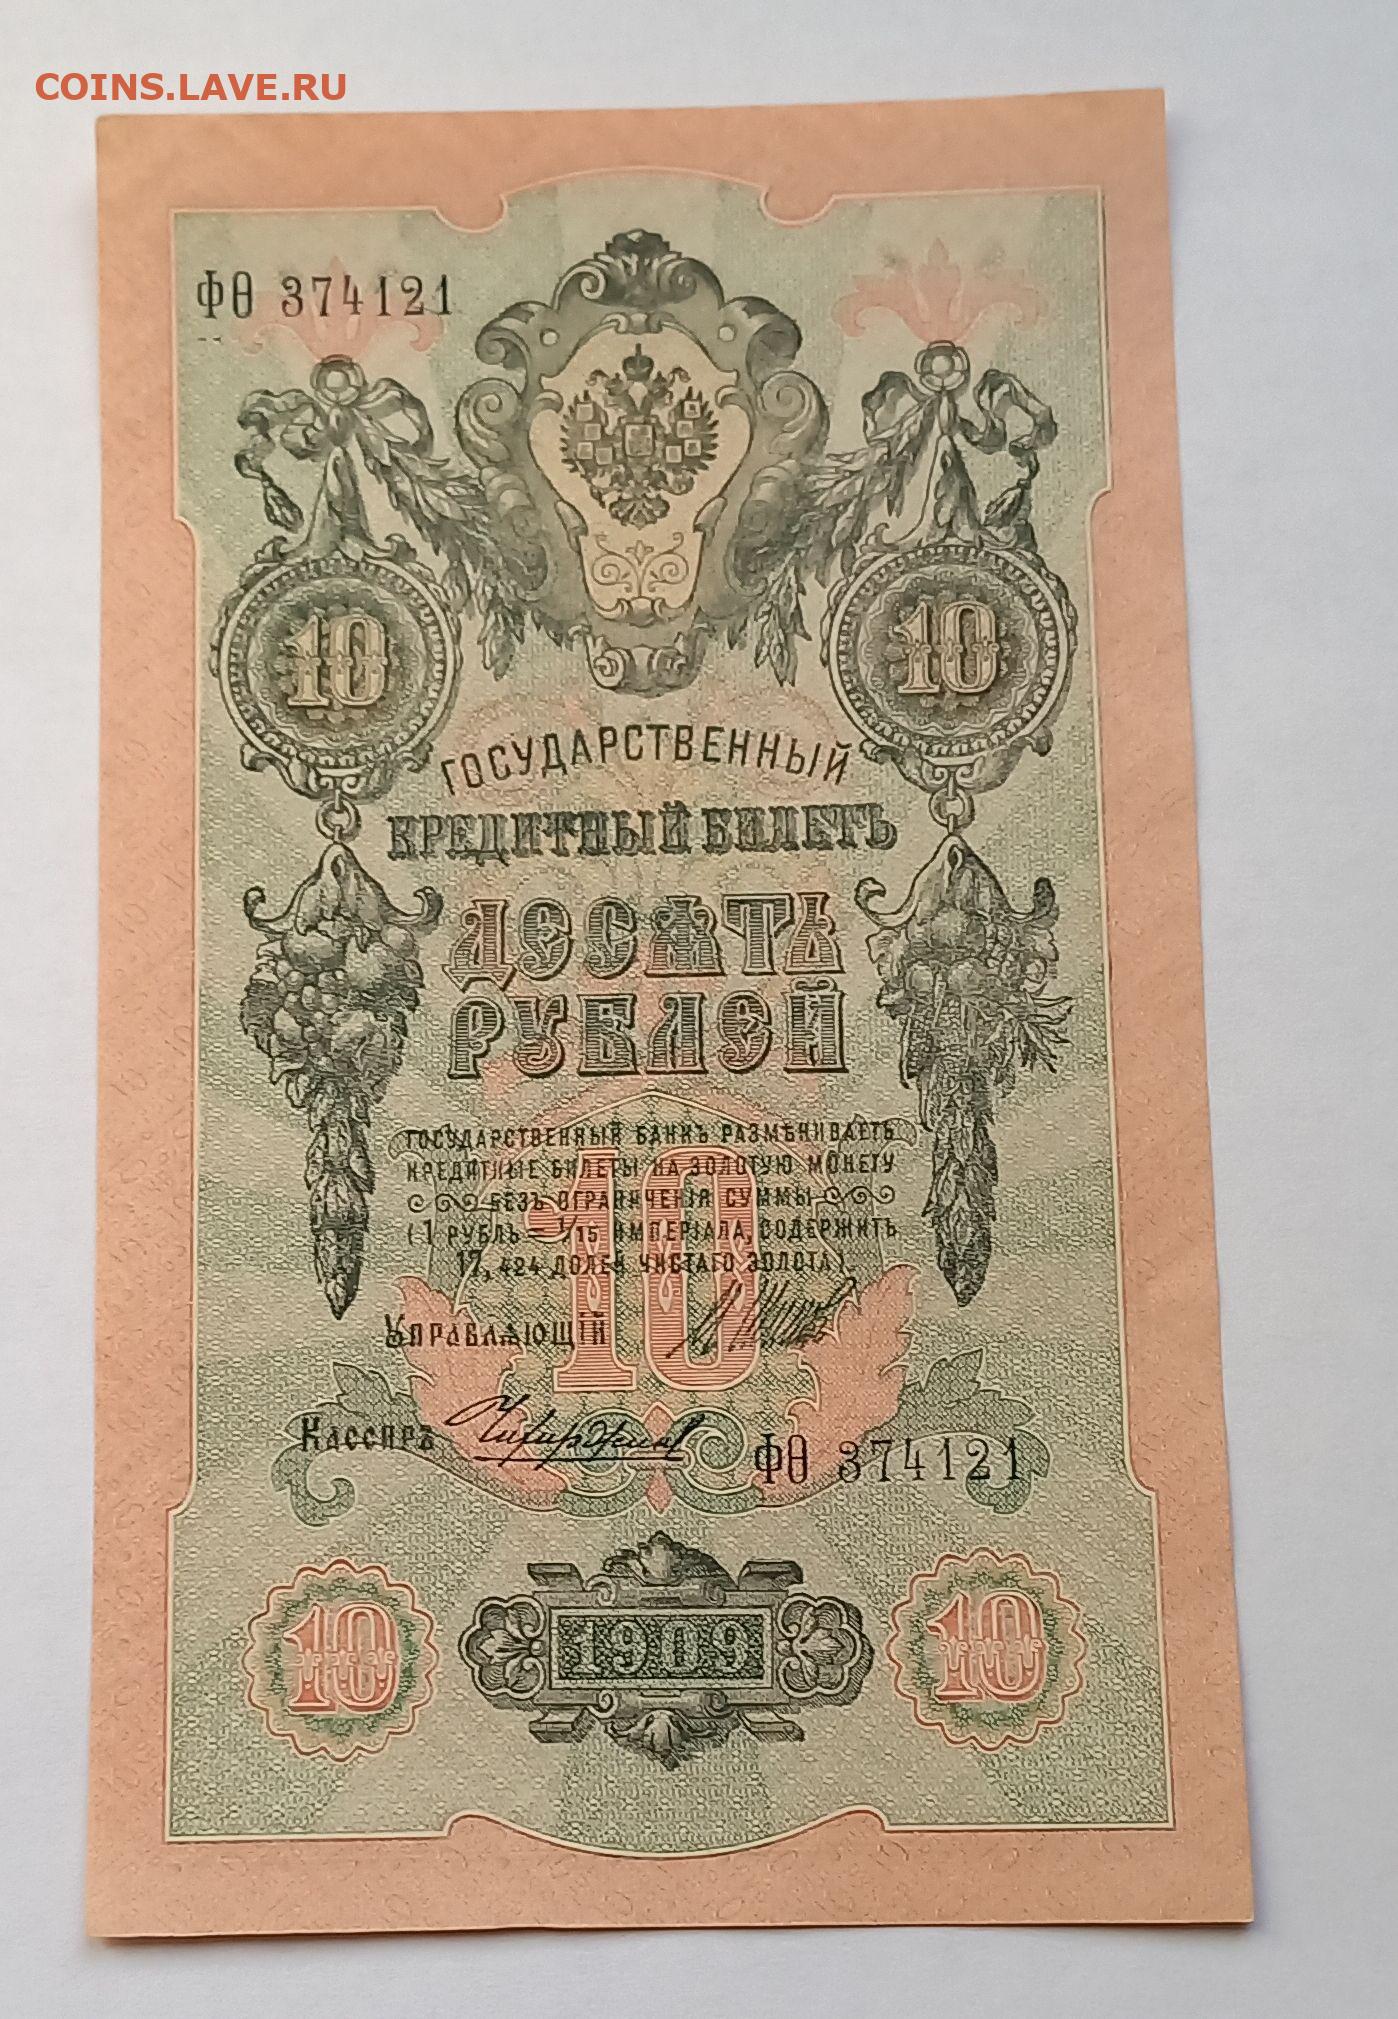 COINS.LAVE.RU
ФѲ 374121
10 10
ГОСУДАРСТВЕННЫЙ
КРЕДИТНЫЙ БИЛЕТЪ
ДЕСЯТЬ
РУБЛЕЙ
ГОСУДАРСТВЕННЫЙ БАНКЪ РАЗМѢНИВАЕТЪ
КРЕДИТНЫЕ БИЛЕТЫ НА ЗОЛОТУЮ МОНЕТУ
БЕЗЪ ОГРАНИЧЕНІЯ СУММЫ
(1 РУБЛЬ = 1/15 ИМПЕРІАЛА, СОДЕРЖИТЪ
17,424 ДОЛЕЙ ЧИСТАГО ЗОЛОТА).
10
УПРАВЛЯЮЩІЙ
КАССИРЪ
ФѲ 374121
10 1909 10